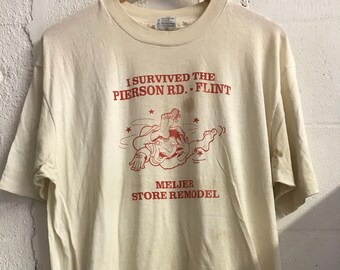 I SURVIVED THE
PIERSON RD. - FLINT
MEIJER
STORE REMODEL